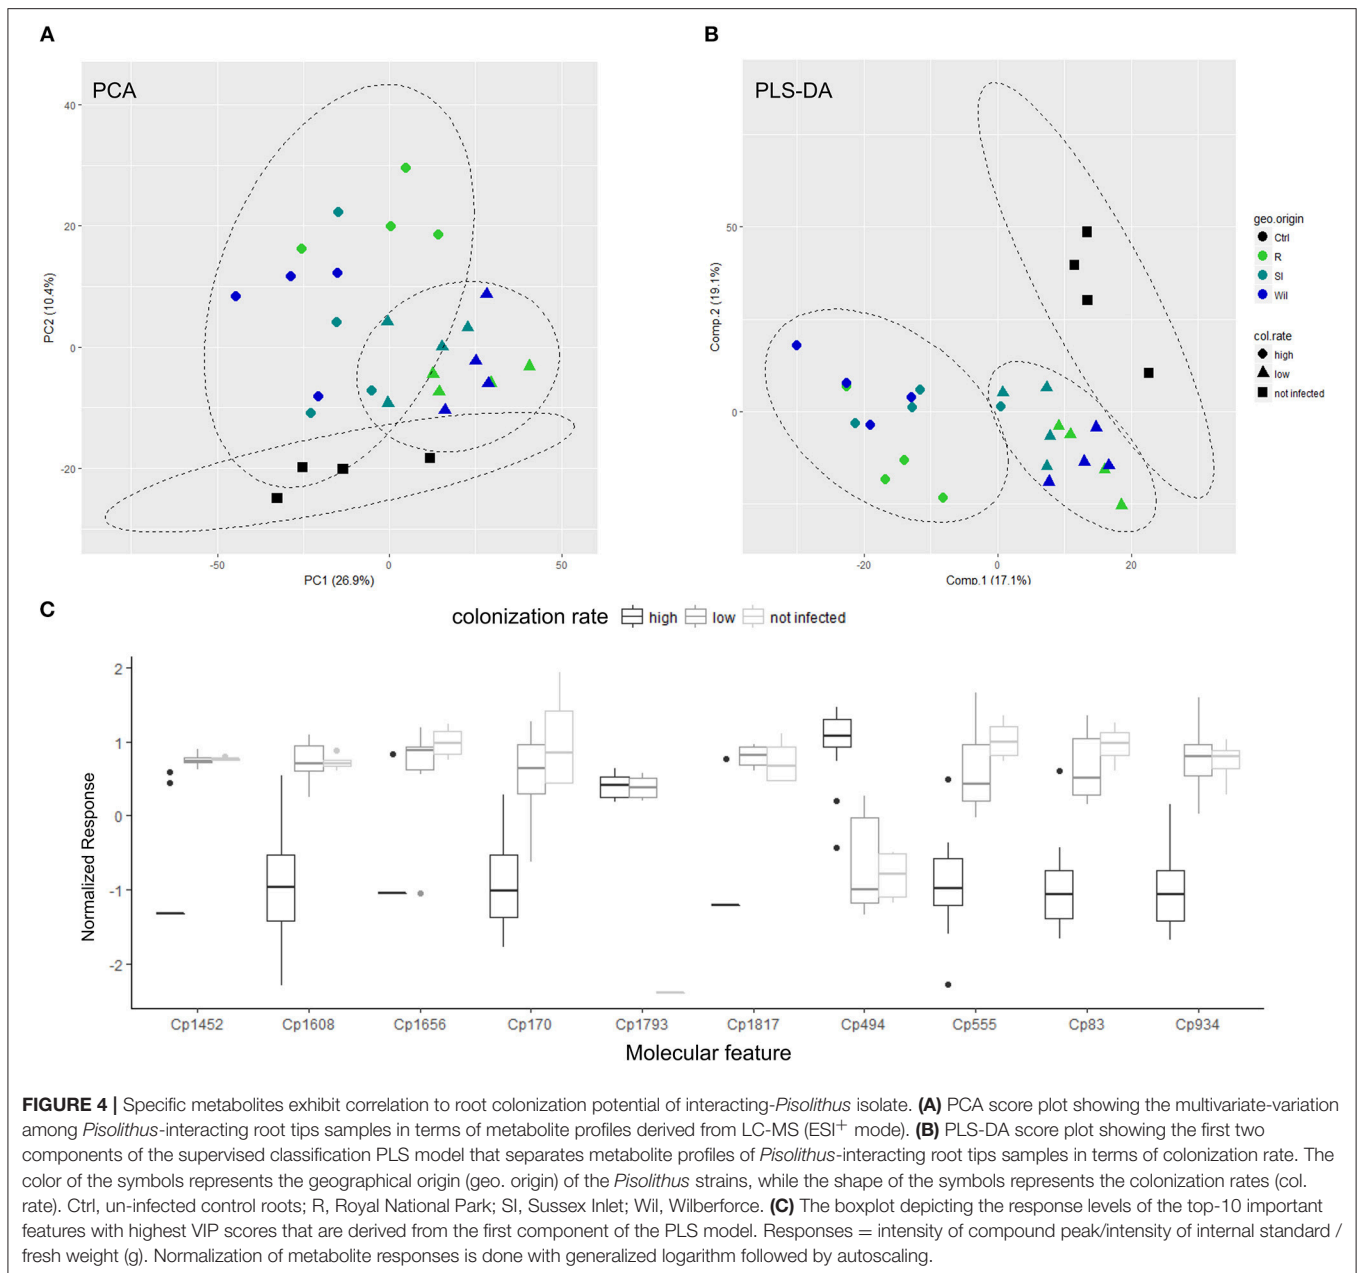 A
B
PCA
40
20
0
-20
PC2 (10.4%)
-50
0
50
PC1 (26.9%)
PLS-DA
50
0
Comp.2 (19.1%)
-20
0
20
Comp.1 (17.1%)
geo.origin
Ctrl
R
SI
Wil
col.rate
high
low
not infected
C
colonization rate high low not infected
2
1
0
-1
-2
Normalized Response
Cp1452 Cp1608 Cp1656 Cp170 Cp1793 Cp1817 Cp494 Cp555 Cp83 Cp934
Molecular feature
FIGURE 4 | Specific metabolites exhibit correlation to root colonization potential of interacting-Pisolithus isolate. (A) PCA score plot showing the multivariate-variation
among Pisolithus-interacting root tips samples in terms of metabolite profiles derived from LC-MS (ESI+ mode). (B) PLS-DA score plot showing the first two
components of the supervised classification PLS model that separates metabolite profiles of Pisolithus-interacting root tips samples in terms of colonization rate. The
color of the symbols represents the geographical origin (geo. origin) of the Pisolithus strains, while the shape of the symbols represents the colonization rates (col.
rate). Ctrl, un-infected control roots; R, Royal National Park; SI, Sussex Inlet; Wil, Wilberforce. (C) The boxplot depicting the response levels of the top-10 important
features with highest VIP scores that are derived from the first component of the PLS model. Responses = intensity of compound peak/intensity of internal standard /
fresh weight (g). Normalization of metabolite responses is done with generalized logarithm followed by autoscaling.